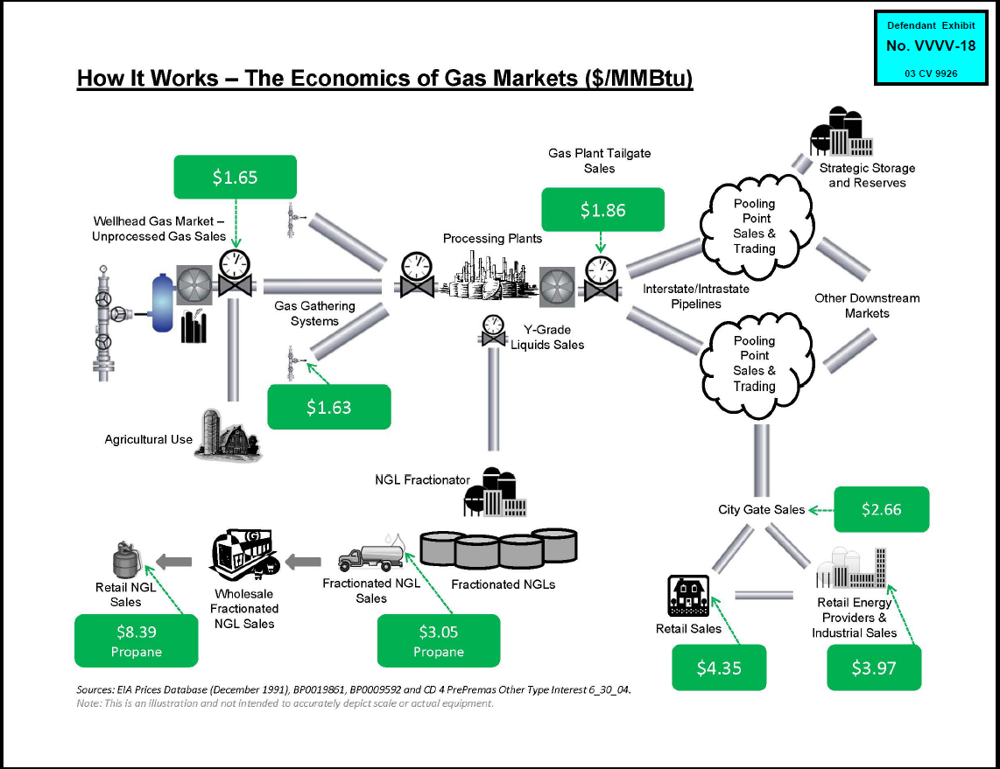 Defendant Exhibit
No. VVVV-18
03 CV 9926
How It Works – The Economics of Gas Markets ($/MMBtu)
$1.65
Wellhead Gas Market –
Unprocessed Gas Sales
Gas Gathering
Systems
$1.63
Agricultural Use
Processing Plants
Gas Plant Tailgate
Sales
$1.86
Y-Grade
Liquids Sales
Interstate/Intrastate
Pipelines
Pooling
Point
Sales &
Trading
Strategic Storage
and Reserves
Other Downstream
Markets
Pooling
Point
Sales &
Trading
NGL Fractionator
City Gate Sales
$2.66
G
Retail NGL
Sales
Wholesale
Fractionated
NGL Sales
Fractionated NGL
Sales
Fractionated NGLs
$8.39
Propane
$3.05
Propane
Retail Sales
Retail Energy
Providers &
Industrial Sales
$4.35
$3.97
Sources: EIA Prices Database (December 1991), BP0019861, BP0009592 and CD 4 PrePremas Other Type Interest 6_30_04.
Note: This is an illustration and not intended to accurately depict scale or actual equipment.